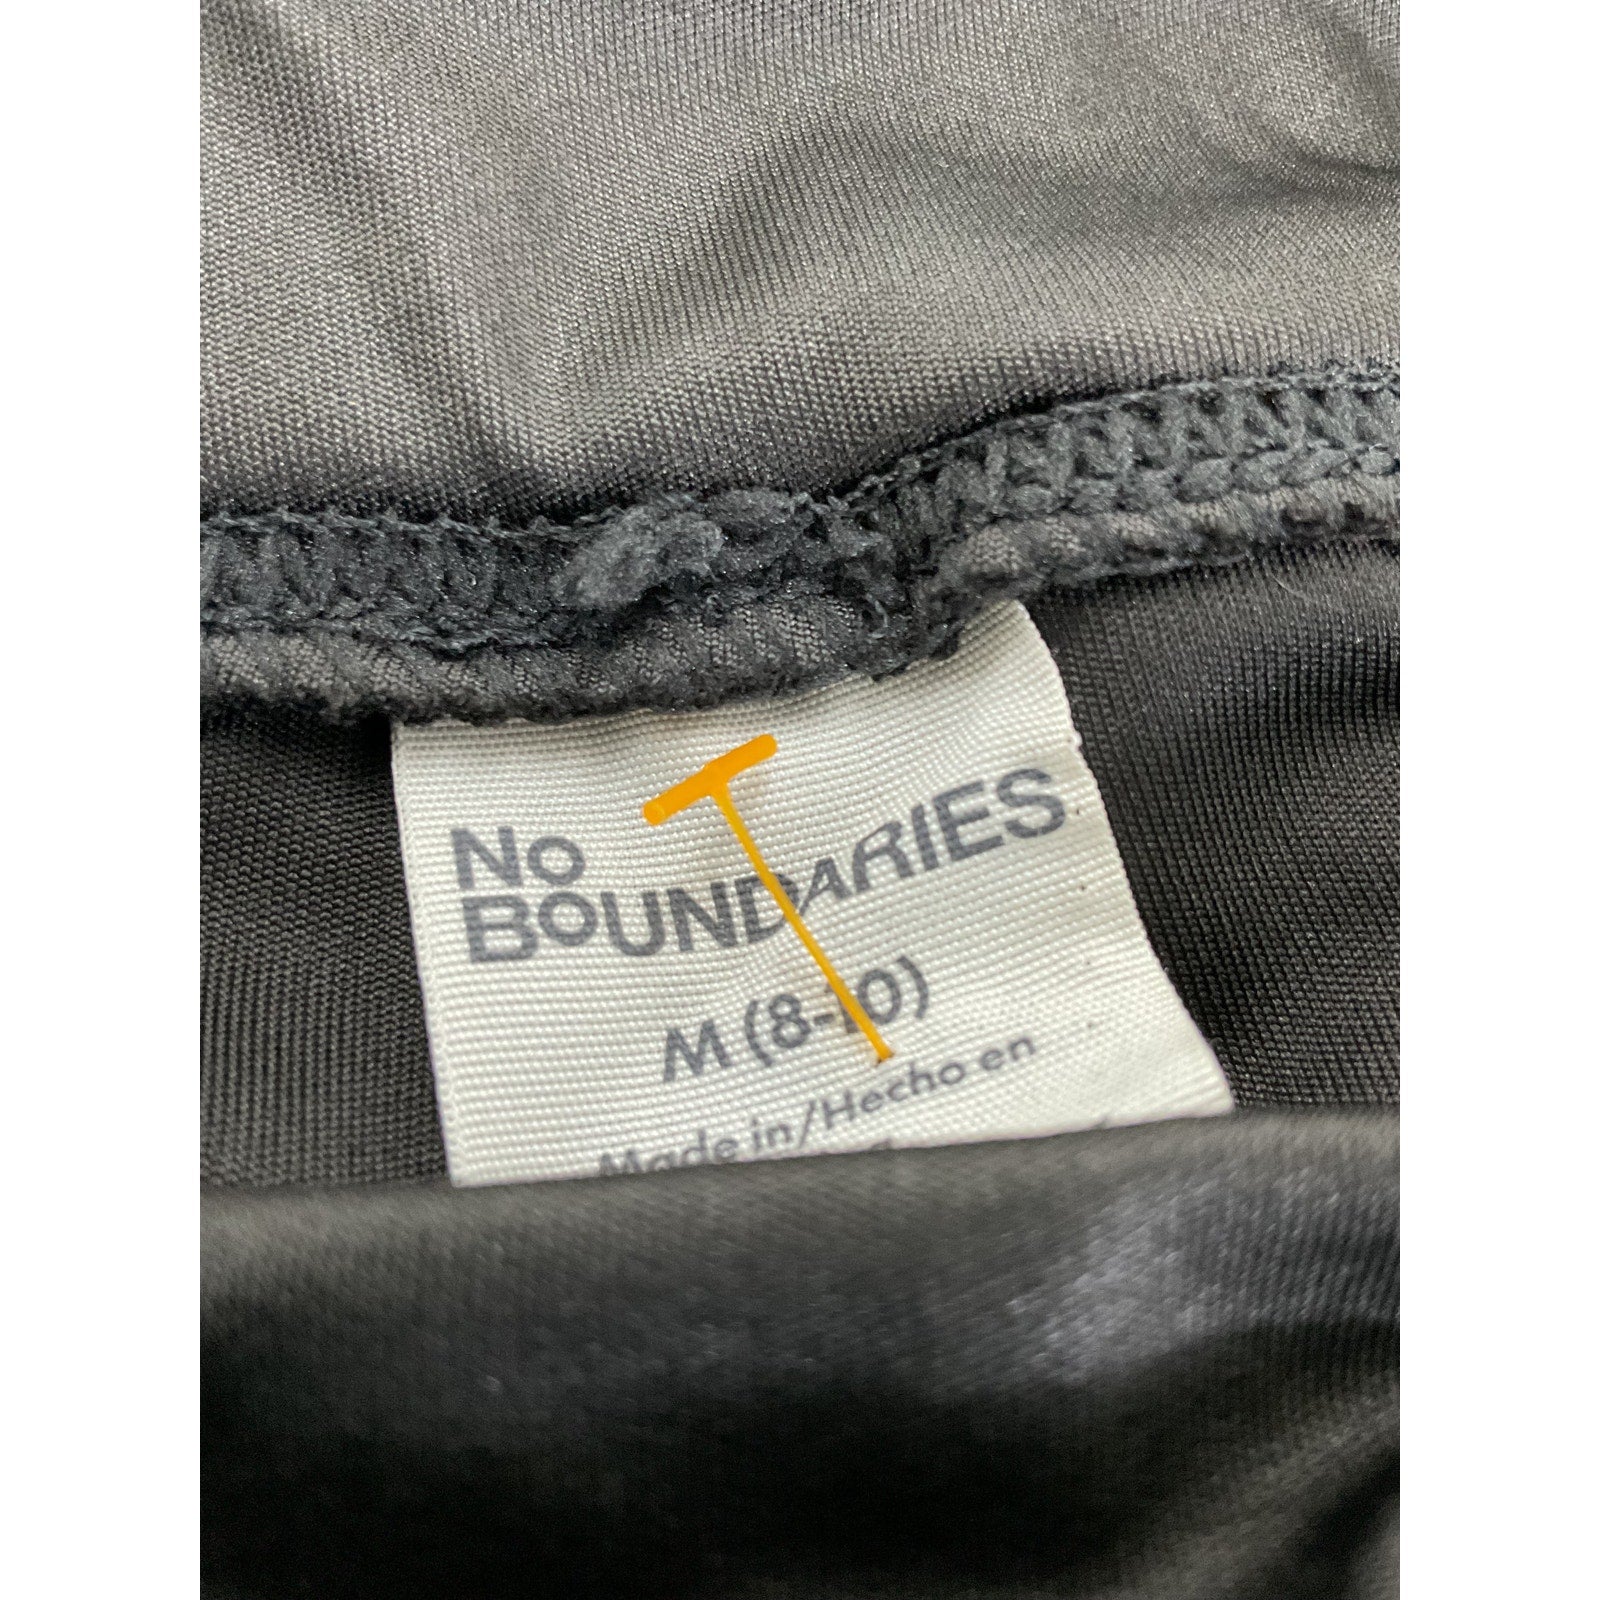 No
BOUNDARIES
M (8-10)
Made in/Hecho en